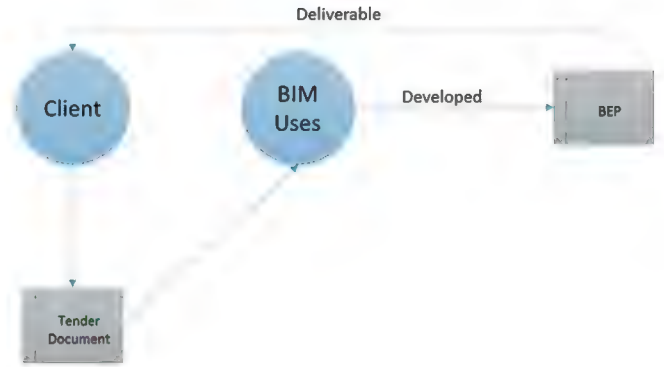 Deliverable
Client
BIM
Uses
Developed
BEP
Tender
Document